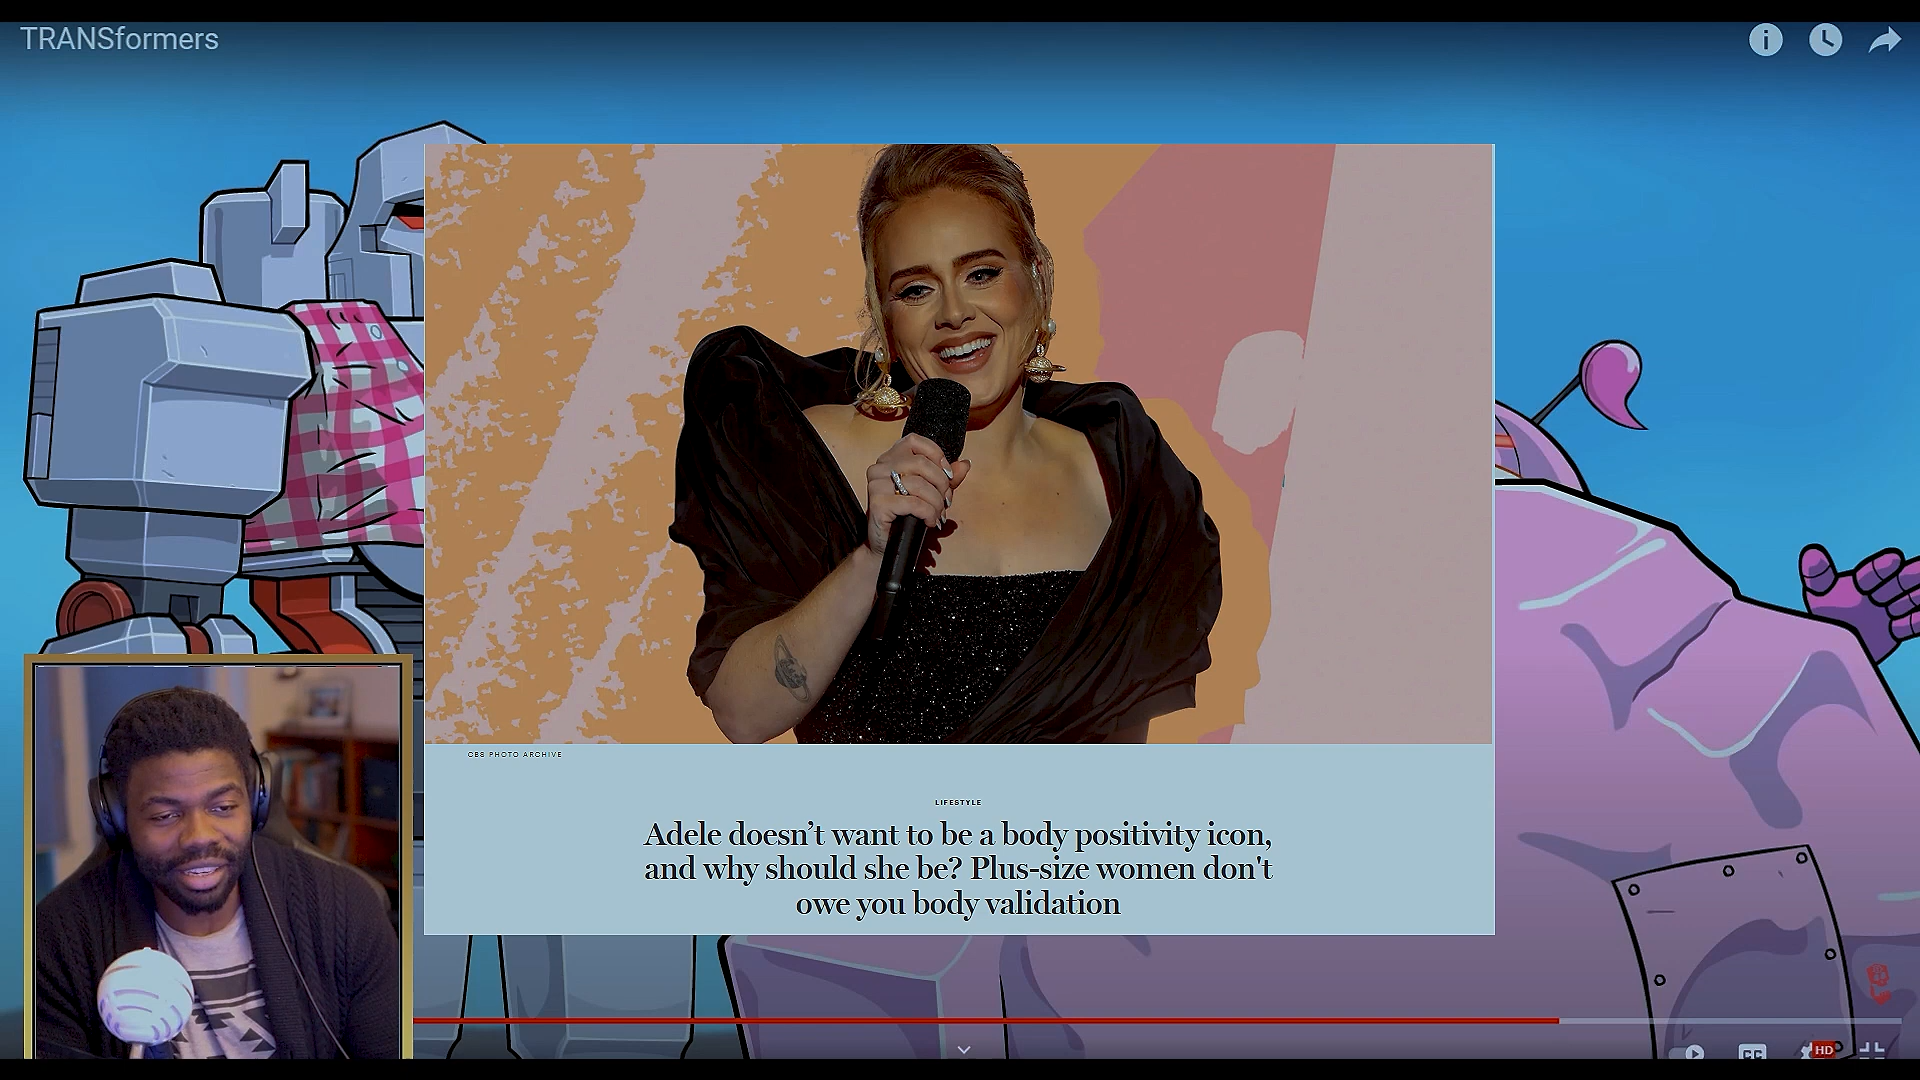 TRANSformers
CBS PHOTO ARCHIVE
LIFESTYLE
Adele doesn’t want to be a body positivity icon,
and why should she be? Plus-size women don't
owe you body validation
CC HD